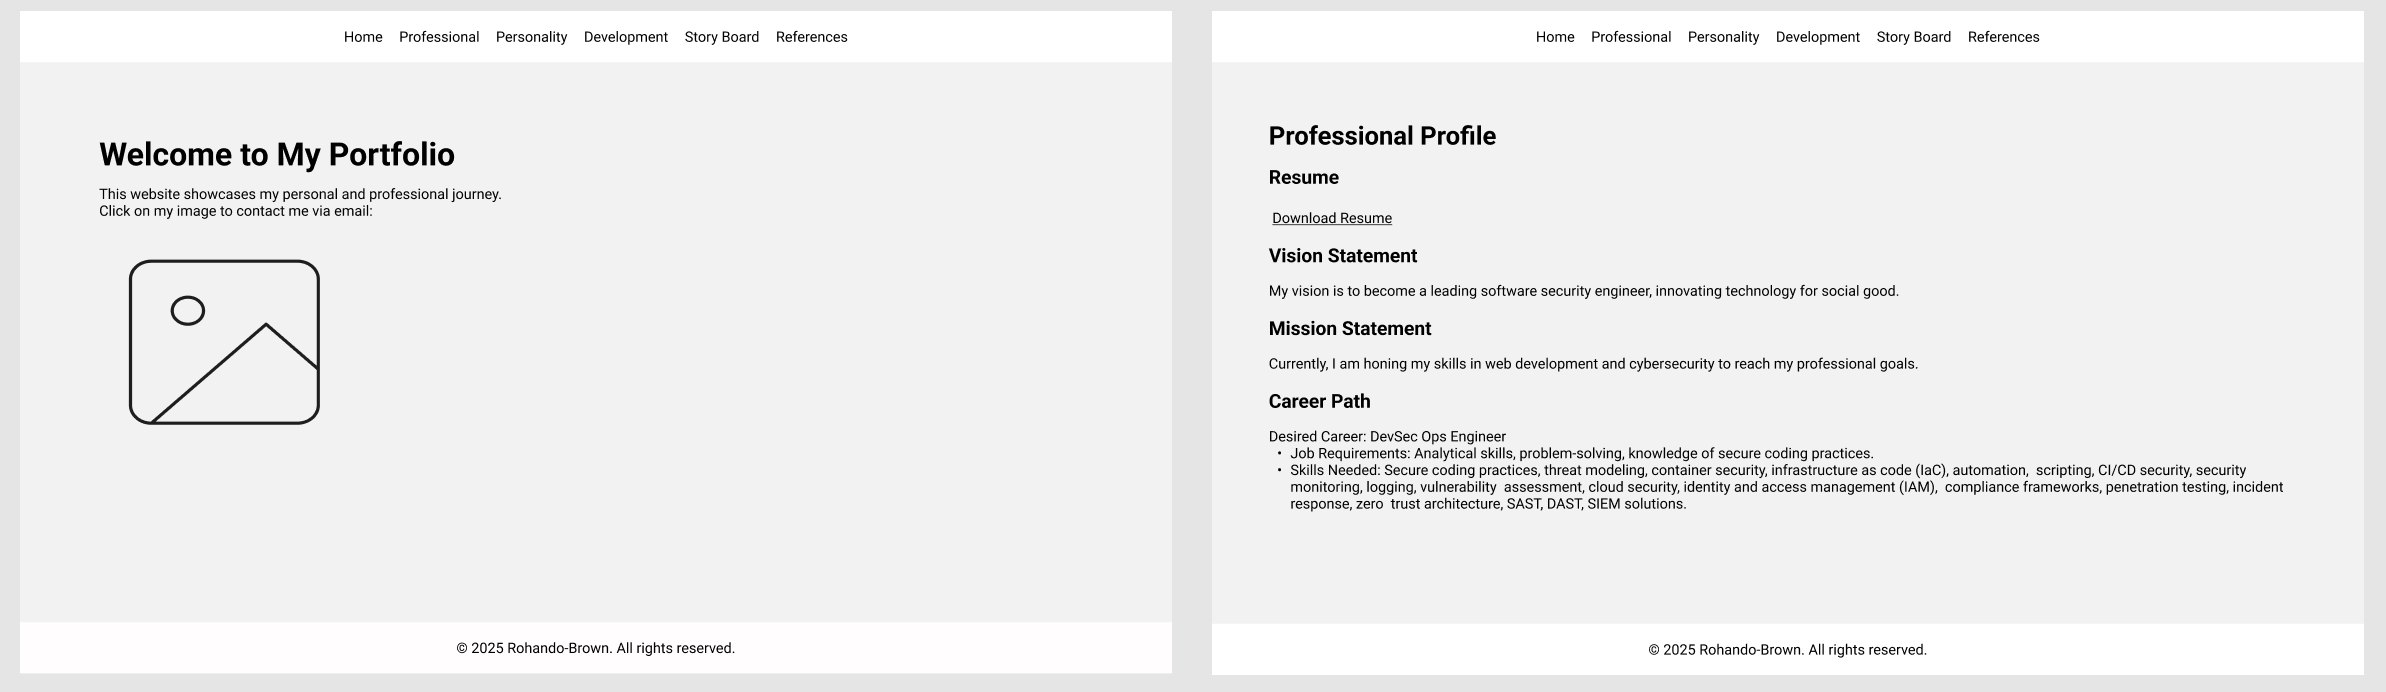 Home Professional Personality Development Story Board References
Welcome to My Portfolio
This website showcases my personal and professional journey.
Click on my image to contact me via email:
© 2025 Rohando-Brown. All rights reserved.
Home Professional Personality Development Story Board References
Professional Profile
Resume
Download Resume
Vision Statement
My vision is to become a leading software security engineer, innovating technology for social good.
Mission Statement
Currently, I am honing my skills in web development and cybersecurity to reach my professional goals.
Career Path
Desired Career: DevSec Ops Engineer
• Job Requirements: Analytical skills, problem-solving, knowledge of secure coding practices.
• Skills Needed: Secure coding practices, threat modeling, container security, infrastructure as code (IaC), automation,  scripting, CI/CD security, security
monitoring, logging, vulnerability  assessment, cloud security, identity and access management (IAM),  compliance frameworks, penetration testing, incident
response, zero  trust architecture, SAST, DAST, SIEM solutions.
© 2025 Rohando-Brown. All rights reserved.